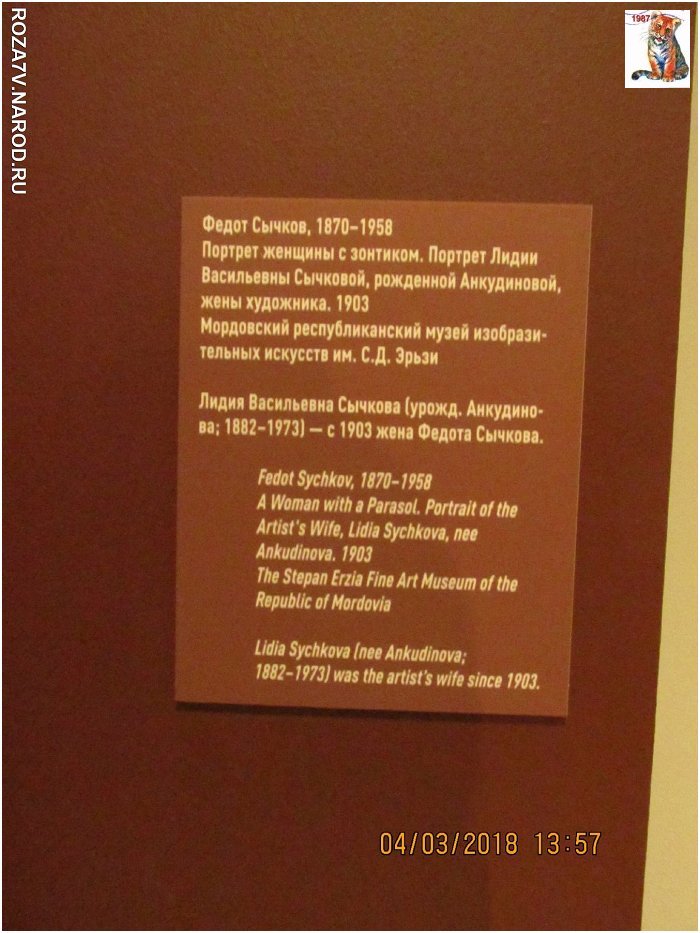 ROZA7V.NAROD.RU
1987
Федот Сычков, 1870–1958
Портрет женщины с зонтиком. Портрет Лидии
Васильевны Сычковой, рожденной Анкудиновой,
жены художника. 1903
Мордовский республиканский музей изобрази-
тельных искусств им. С.Д. Эрьзи
Лидия Васильевна Сычкова (урожд. Анкудино-
ва; 1882–1973) — с 1903 жена Федота Сычкова.
Fedot Sychkov, 1870–1958
A Woman with a Parasol. Portrait of the
Artist's Wife, Lidia Sychkova, nee
Ankudinova. 1903
The Stepan Erzia Fine Art Museum of the
Republic of Mordovia
Lidia Sychkova (nee Ankudinova;
1882–1973) was the artist's wife since 1903.
04/03/2018 13:57